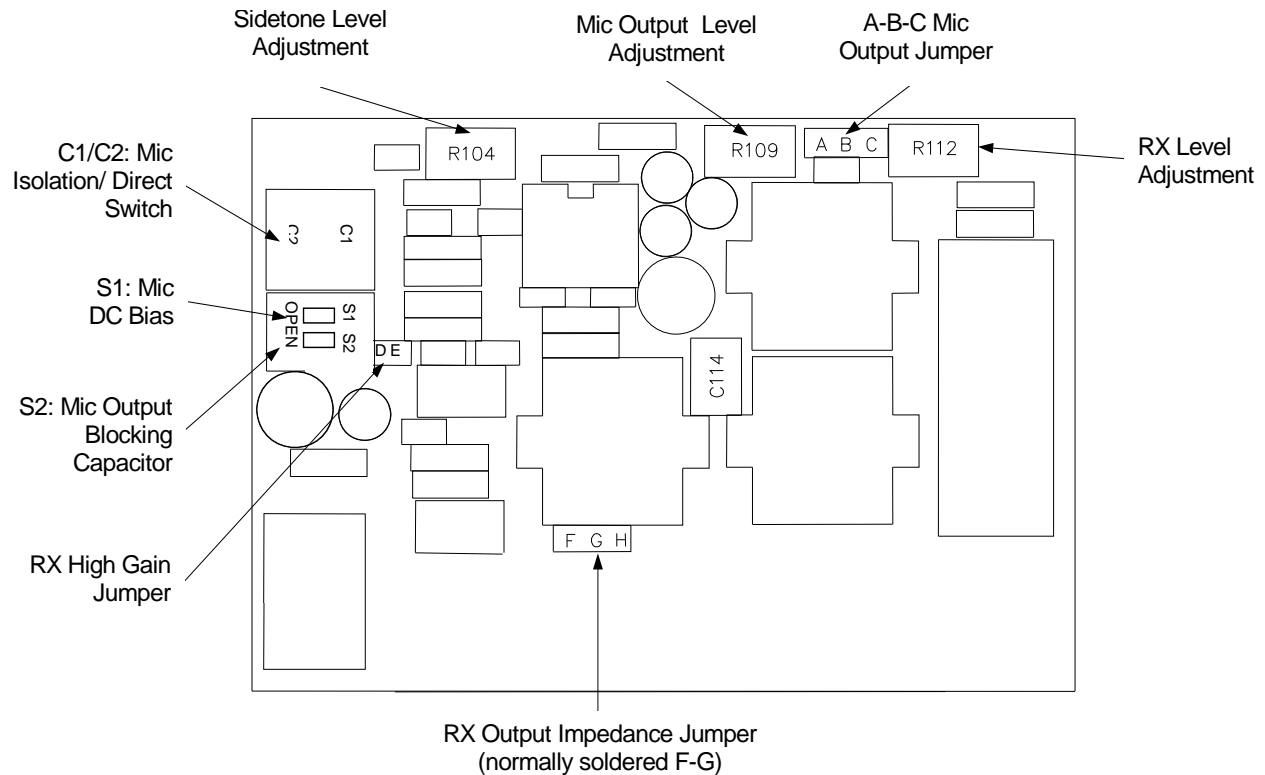 Sidetone Level
Adjustment
Mic Output Level
Adjustment
A-B-C Mic
Output Jumper
C1/C2: Mic
Isolation/ Direct
Switch
R104
R109
A B C
R112
RX Level
Adjustment
C2
C1
S1: Mic
DC Bias
OPEN
S1
S2
D E
C114
S2: Mic Output
Blocking
Capacitor
RX High Gain
Jumper
F G H
RX Output Impedance Jumper
(normally soldered F-G)